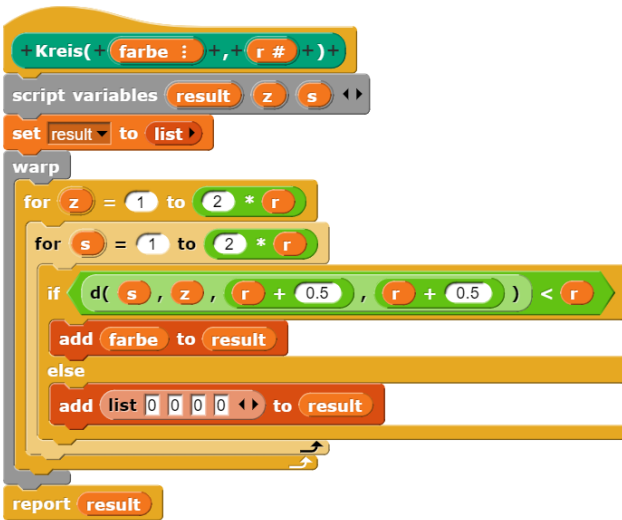 +Kreis(+ farbe ⋮ +,+ r # +)+
script variables result z s
set result to list
warp
for z = 1 to 2 * r
for s = 1 to 2 * r
if d( s , z , r + 0.5 , r + 0.5 ) < r
add farbe to result
else
add list 0 0 0 0 to result
report result